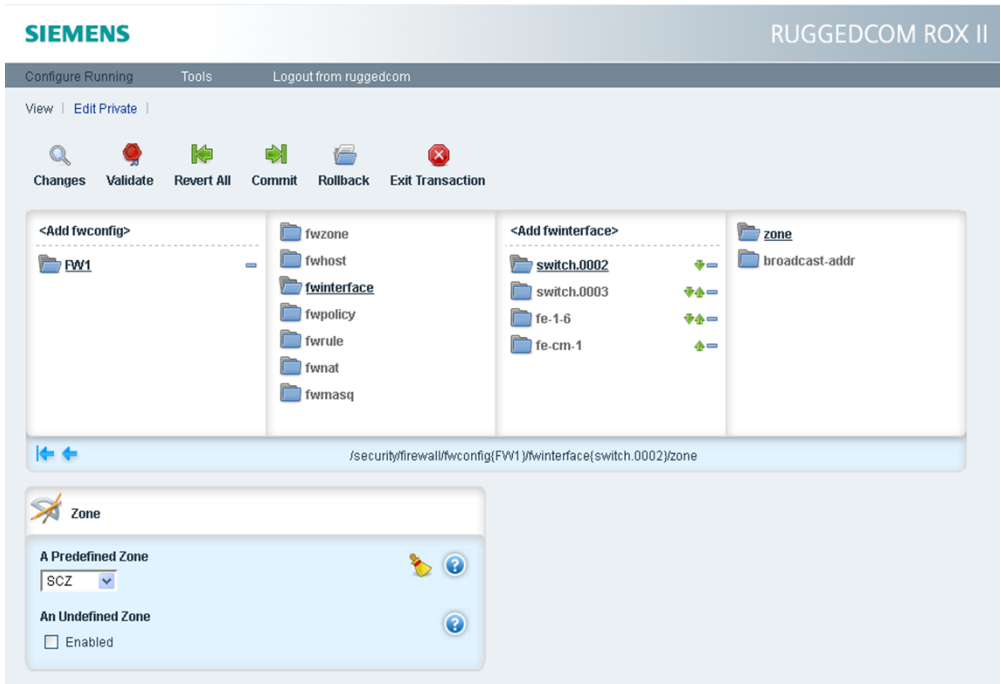 SIEMENS
RUGGEDCOM ROX II
Configure Running Tools Logout from ruggedcom
View | Edit Private |
Changes Validate Revert All Commit Rollback Exit Transaction
<Add fwconfig>
FW1
fwzone
fwhost
fwinterface
fwpolicy
fwrule
fwnat
fwmasq
<Add fwinterface>
switch.0002
switch.0003
fe-1-6
fe-cm-1
zone
broadcast-addr
/security/firewall/fwconfig{FW1}/fwinterface{switch.0002}/zone
Zone
A Predefined Zone
SCZ
An Undefined Zone
Enabled